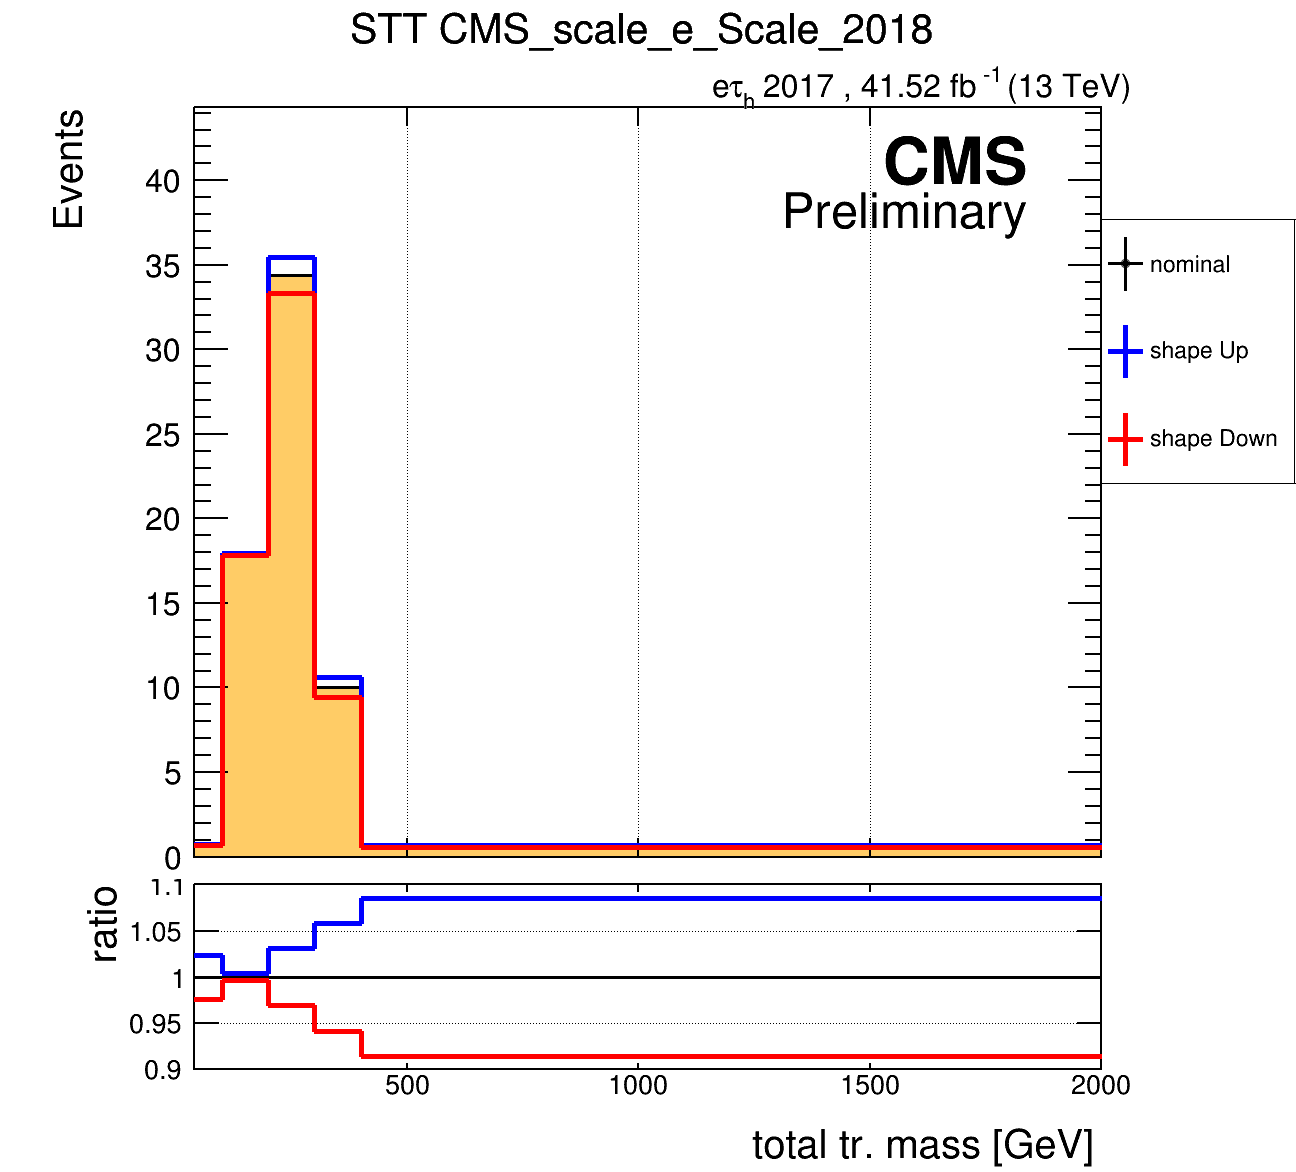 STT CMS_scale_e_Scale_2018
eτh 2017 , 41.52 fb-1 (13 TeV)
Events
CMS
Preliminary
40
35
30
25
20
15
10
5
0
nominal
shape Up
shape Down
ratio
1.1
1.05
1
0.95
0.9
500 1000 1500 2000
total tr. mass [GeV]